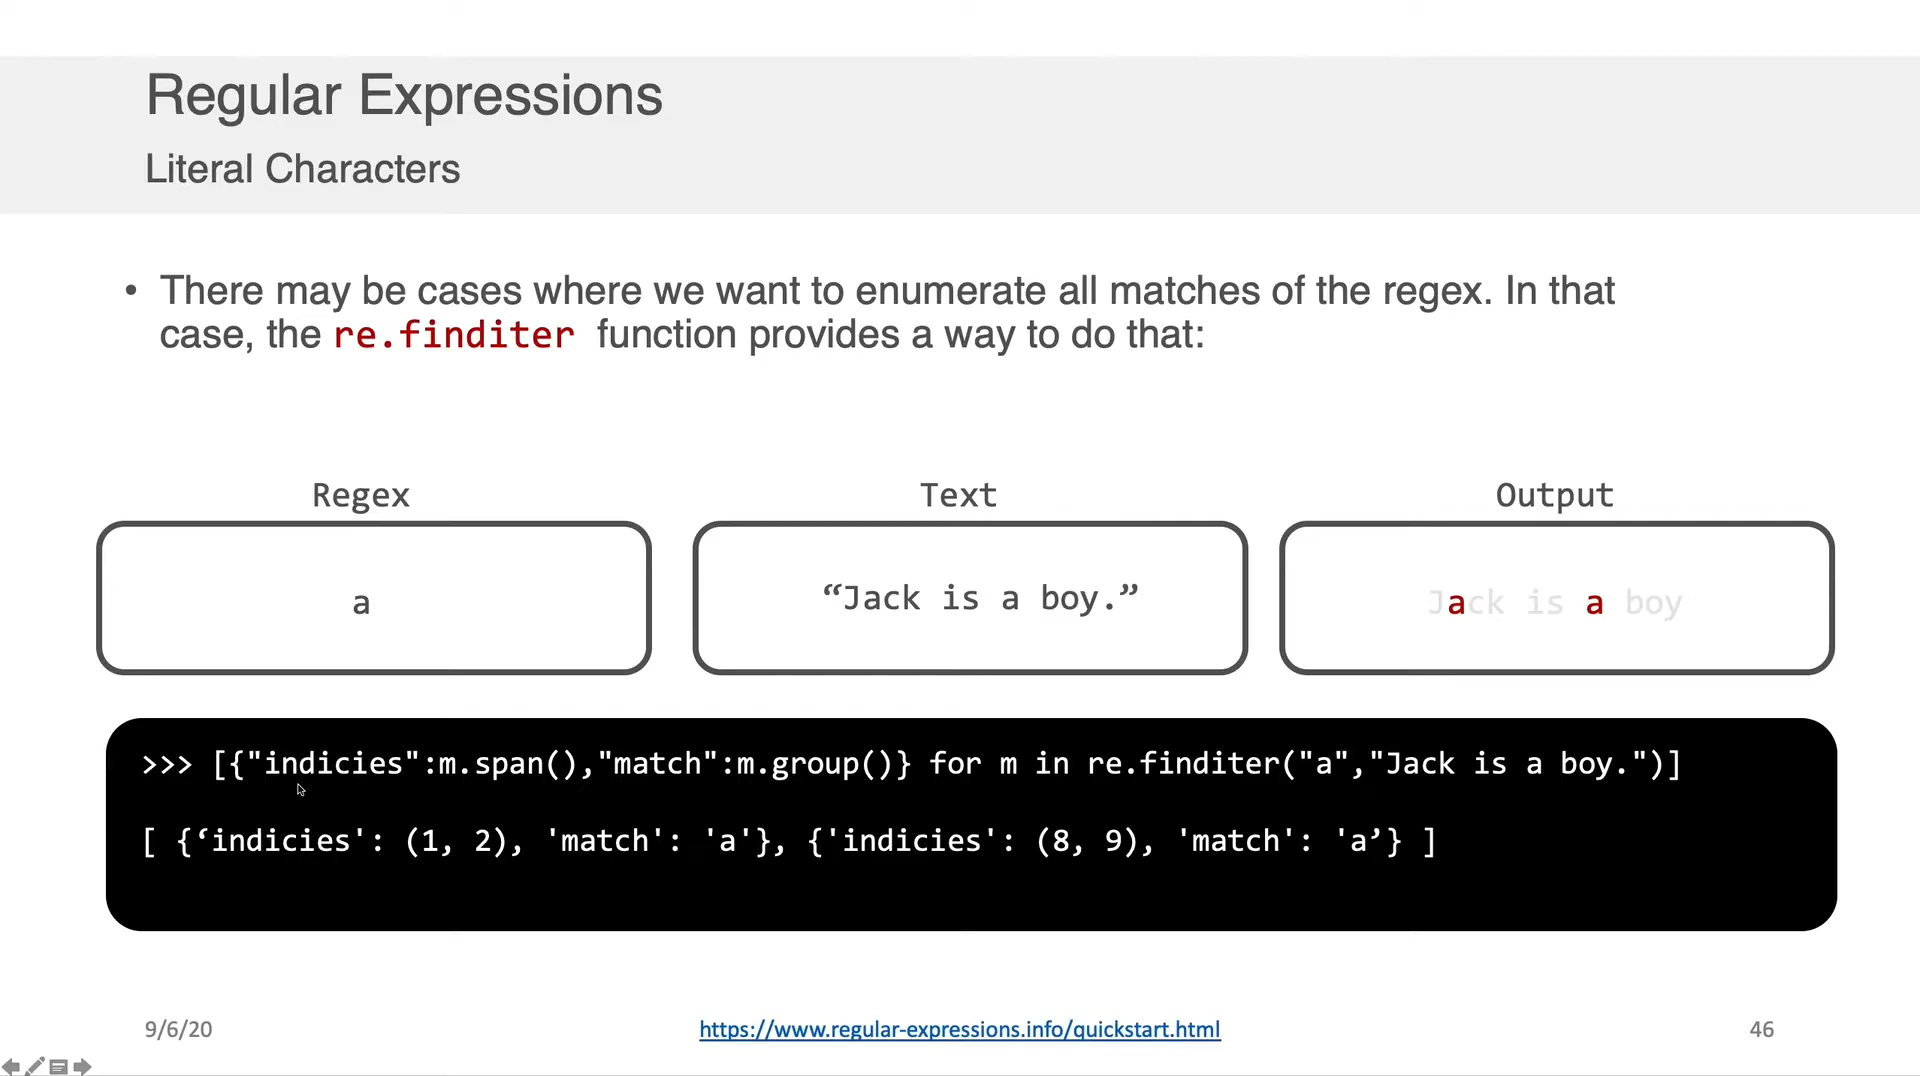 Regular Expressions
Literal Characters
• There may be cases where we want to enumerate all matches of the regex. In that
case, the re.finditer function provides a way to do that:
Regex
Text
Output
a
“Jack is a boy.”
Jack is a boy
>>> [{"indicies":m.span(),"match":m.group()} for m in re.finditer("a","Jack is a boy.")]
[ {‘indicies': (1, 2), 'match': 'a'}, {'indicies': (8, 9), 'match': 'a’} ]
9/6/20
https://www.regular-expressions.info/quickstart.html
46